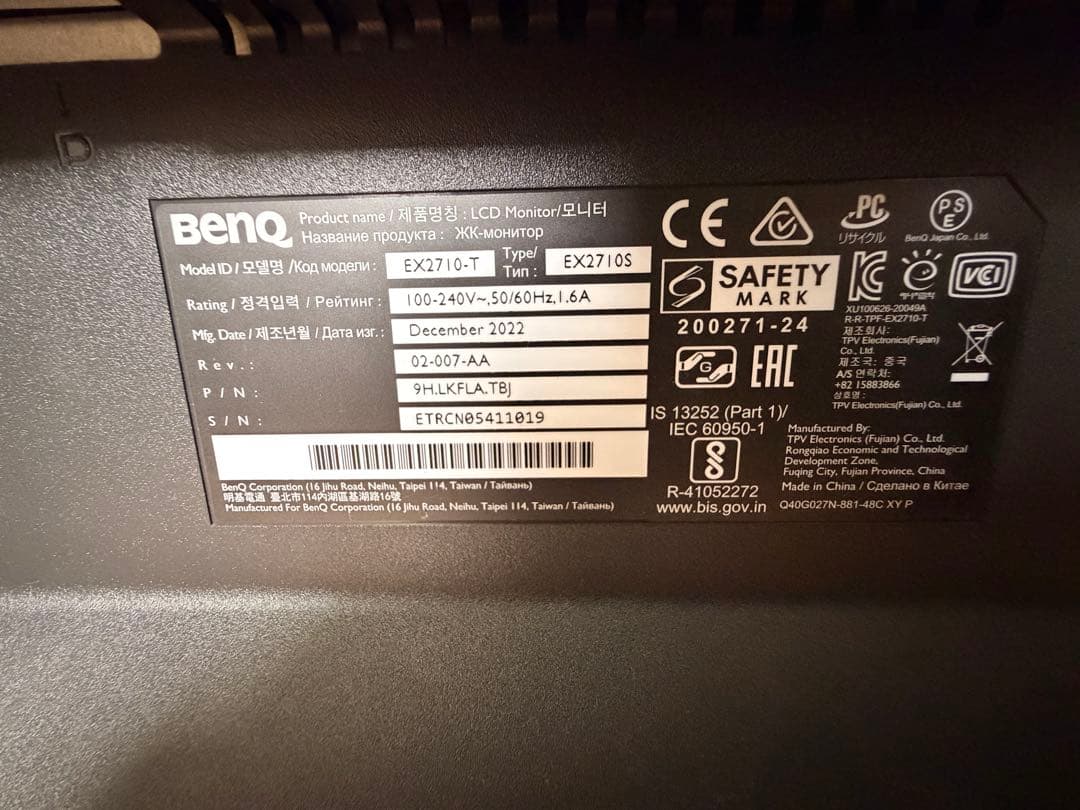 D
BenQ
Product name / 제품명칭 : LCD Monitor/모니터
Название продукта : ЖК-монитор
Model ID / 모델명 /Код модели : EX2710-T Type/ Тип : EX2710S
Rating / 정격입력 / Рейтинг : 100-240V~,50/60Hz,1.6A
Mfg. Date / 제조년월 / Дата изг. : December 2022
Rev. : 02-007-AA
P / N : 9H.LKFLA.TBJ
S / N : ETRCN05411019
BenQ Corporation (16 Jihu Road, Neihu, Taipei 114, Taiwan / Тайвань)
明基電通 臺北市114內湖區基湖路16號
Manufactured For BenQ Corporation (16 Jihu Road, Neihu, Taipei 114, Taiwan / Тайвань)
CE
PC
リサイクル
PSE
BenQ Japan Co., Ltd.
SAFETY
MARK
200271-24
VCI
XU100626-20049A
R-R-TPF-EX2710-T
제조회사:
TPV Electronics(Fujian)
Co., Ltd.
제조국: 중국
A/S 연락처:
+82 15883866
상호명:
TPV Electronics(Fujian) Co., Ltd.
G
EAC
IS 13252 (Part 1)/
IEC 60950-1
R-41052272
www.bis.gov.in
Manufactured By:
TPV Electronics (Fujian) Co., Ltd.
Rongqiao Economic and Technological
Development Zone,
Fuqing City, Fujian Province, China
Made in China / Сделано в Китае
Q40G027N-881-48C XY P